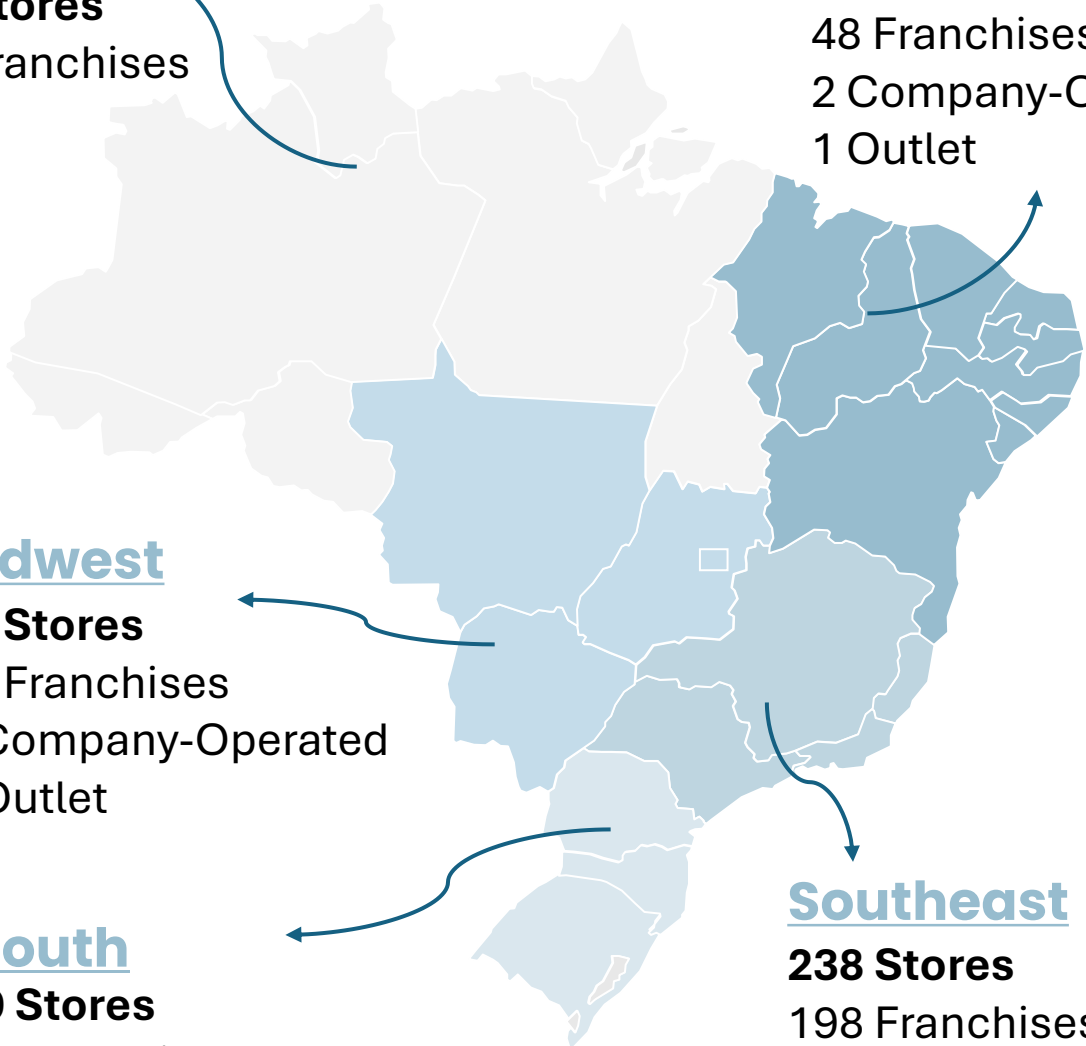 tores
ranchises
48 Franchises
2 Company-O
1 Outlet
dwest
Stores
Franchises
Company-Operated
Outlet
outh
0 Stores
Southeast
238 Stores
198 Franchises